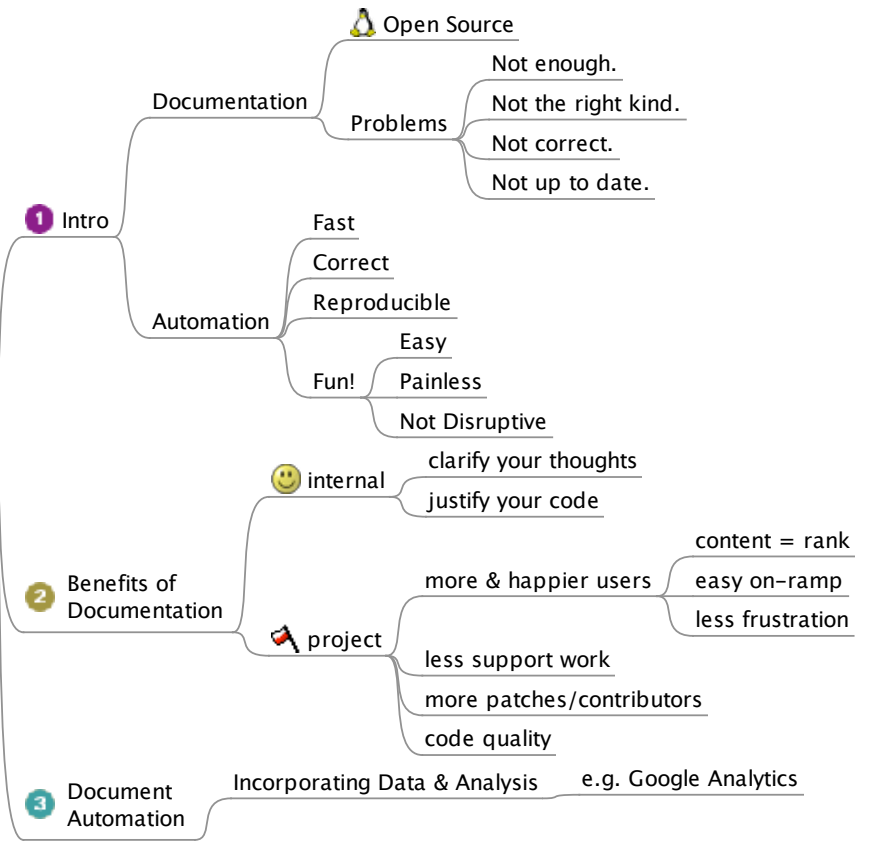 Open Source
Not enough.
Documentation
Not the right kind.
Problems
Not correct.
Not up to date.
1 Intro
Fast
Correct
Reproducible
Automation
Easy
Fun!
Painless
Not Disruptive
clarify your thoughts
internal
justify your code
content = rank
2 Benefits of
Documentation
more & happier users
easy on-ramp
less frustration
project
less support work
more patches/contributors
code quality
3 Document
Automation
Incorporating Data & Analysis
e.g. Google Analytics